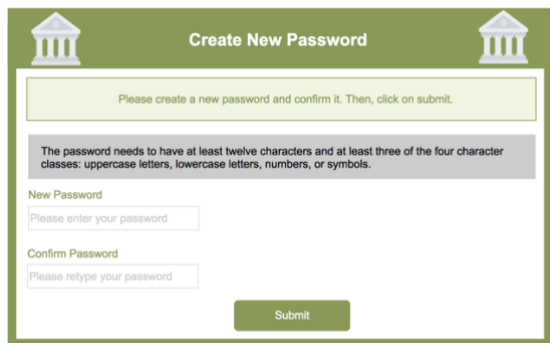 Create New Password
Please create a new password and confirm it. Then, click on submit.
The password needs to have at least twelve characters and at least three of the four character
classes: uppercase letters, lowercase letters, numbers, or symbols.
New Password
Please enter your password
Confirm Password
Please retype your password
Submit